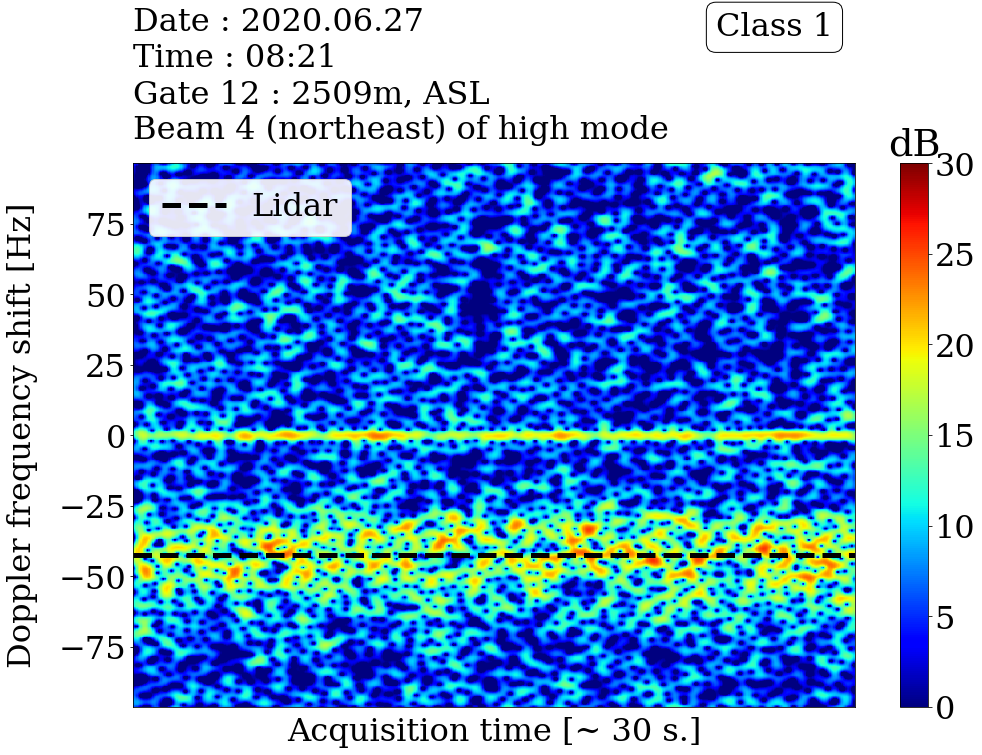 Date : 2020.06.27
Time : 08:21
Gate 12 : 2509m, ASL
Beam 4 (northeast) of high mode
Class 1
dB
Lidar
Doppler frequency shift [Hz]
75
50
25
0
−25
−50
−75
30
25
20
15
10
5
0
Acquisition time [~ 30 s.]